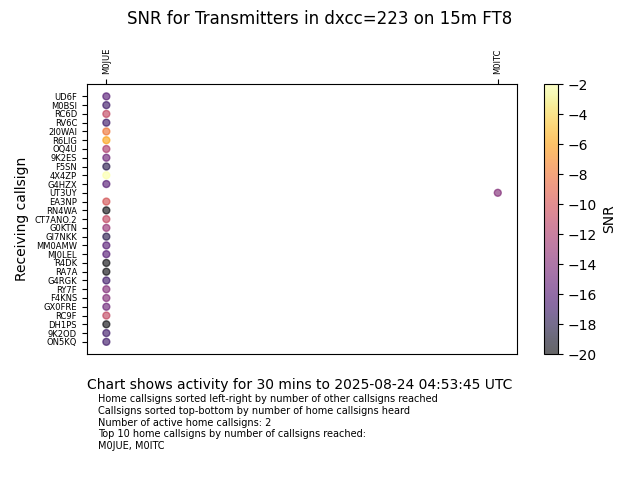 SNR for Transmitters in dxcc=223 on 15m FT8
M0JUE
M0ITC
UD6F
M0BSI
RC6D
RV6C
2I0WAI
R6LIG
OQ4U
9K2ES
F5SN
4X4ZP
G4HZX
UT3UY
EA3NP
RN4WA
CT7ANO.2
G0KTN
GI7NKK
MM0AMW
MJ0LEL
R4DK
RA7A
G4RGK
RY7F
F4KNS
GX0FRE
RC9F
DH1PS
9K2OD
ON5KQ
Receiving callsign
−2
−4
−6
−8
−10
−12
−14
−16
−18
−20
SNR
Chart shows activity for 30 mins to 2025-08-24 04:53:45 UTC
Home callsigns sorted left-right by number of other callsigns reached
Callsigns sorted top-bottom by number of home callsigns heard
Number of active home callsigns: 2
Top 10 home callsigns by number of callsigns reached:
M0JUE, M0ITC